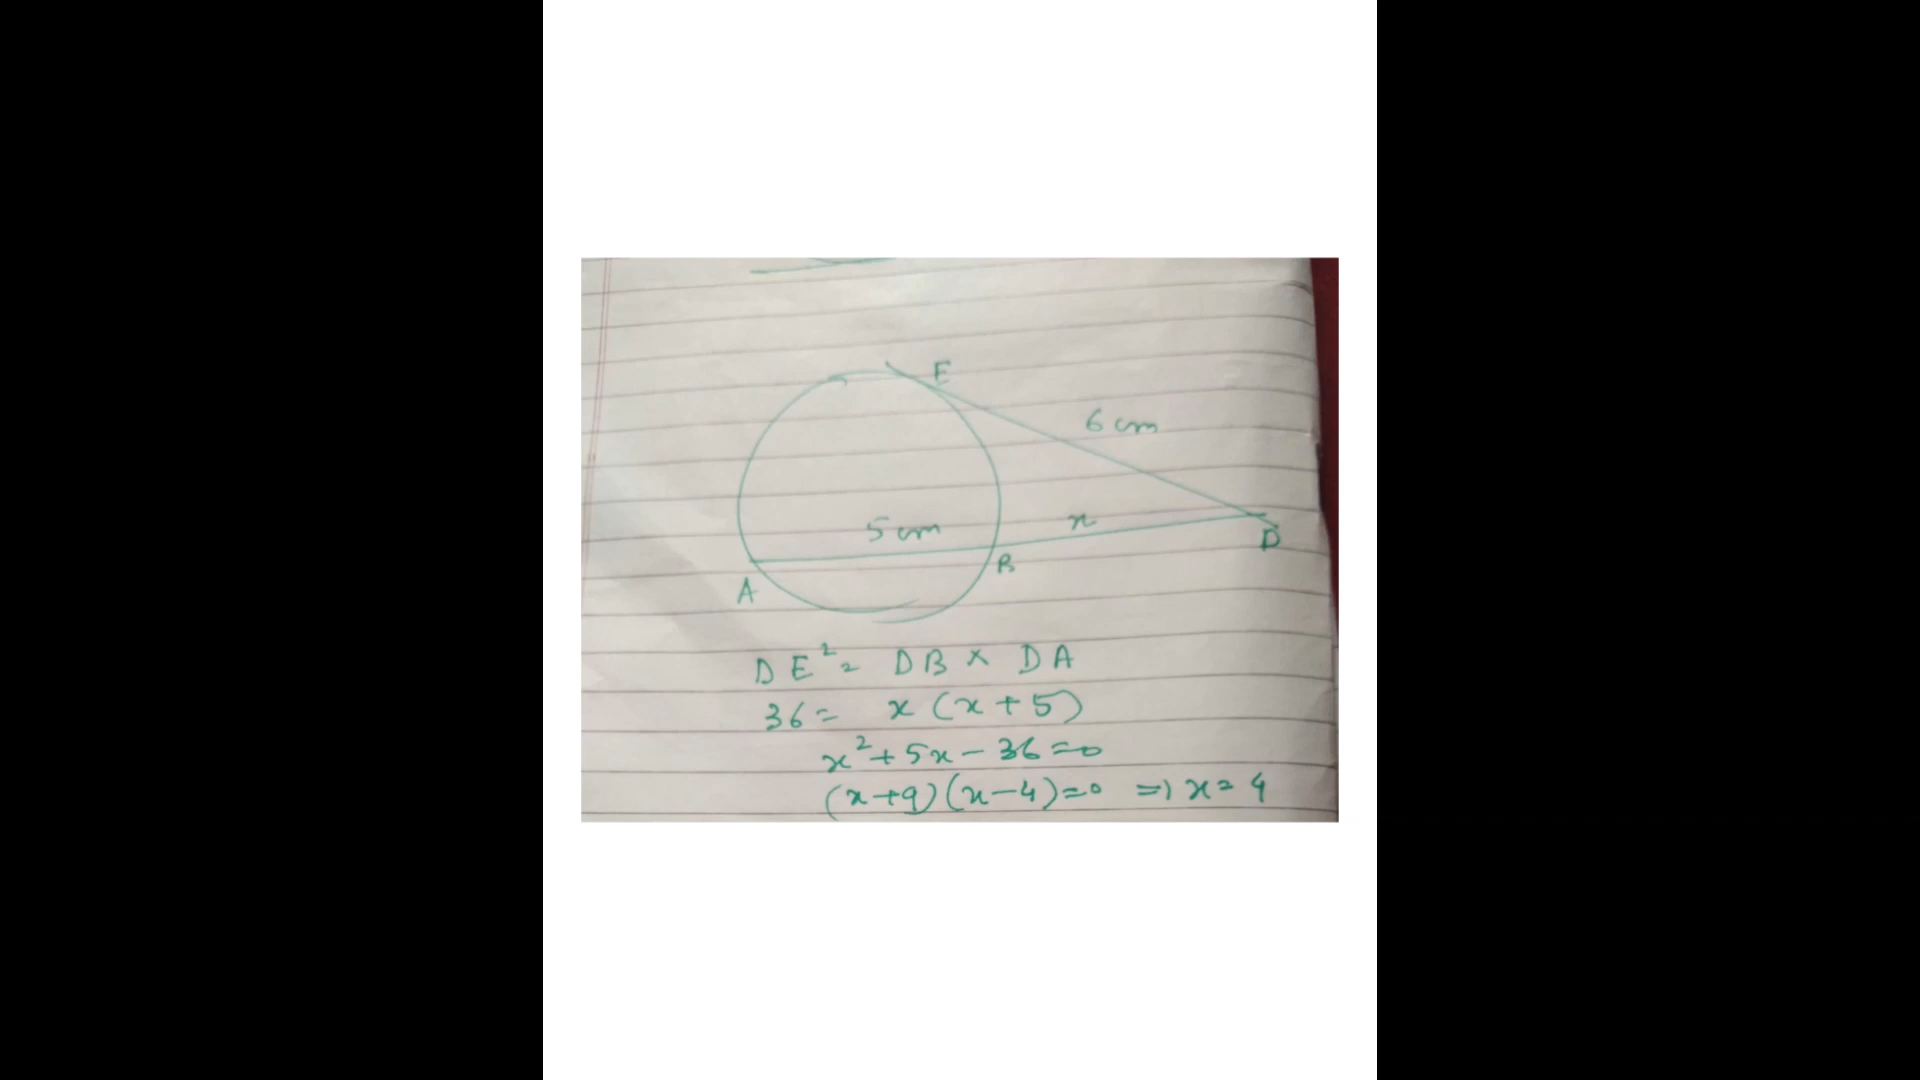 E
6 cm
5 cm
x
D
B
A
DE² = DB × DA
36 = x (x + 5)
x² + 5x - 36 = 0
(x + 9) (x - 4) = 0 ⇒ x = 4